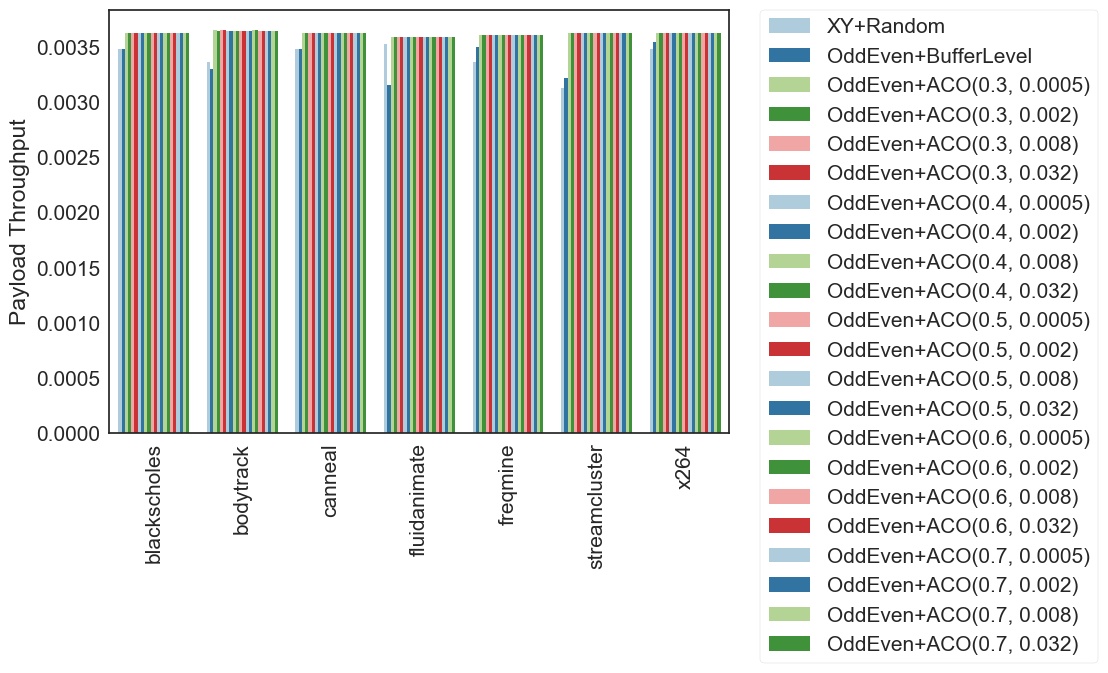 Payload Throughput
0.0035
0.0030
0.0025
0.0020
0.0015
0.0010
0.0005
0.0000
blackscholes
bodytrack
canneal
fluidanimate
freqmine
streamcluster
x264
XY+Random
OddEven+BufferLevel
OddEven+ACO(0.3, 0.0005)
OddEven+ACO(0.3, 0.002)
OddEven+ACO(0.3, 0.008)
OddEven+ACO(0.3, 0.032)
OddEven+ACO(0.4, 0.0005)
OddEven+ACO(0.4, 0.002)
OddEven+ACO(0.4, 0.008)
OddEven+ACO(0.4, 0.032)
OddEven+ACO(0.5, 0.0005)
OddEven+ACO(0.5, 0.002)
OddEven+ACO(0.5, 0.008)
OddEven+ACO(0.5, 0.032)
OddEven+ACO(0.6, 0.0005)
OddEven+ACO(0.6, 0.002)
OddEven+ACO(0.6, 0.008)
OddEven+ACO(0.6, 0.032)
OddEven+ACO(0.7, 0.0005)
OddEven+ACO(0.7, 0.002)
OddEven+ACO(0.7, 0.008)
OddEven+ACO(0.7, 0.032)